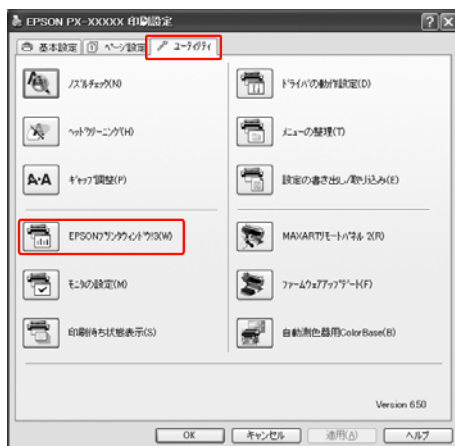 EPSON PX-XXXXX 印刷設定
基本設定 ページ設定 ユーティリティ
ノズルチェック(N)
ドライバの動作設定(D)
ヘッドクリーニング(H)
メニューの整理(T)
ギャップ調整(P)
設定の書き出し/取り込み(E)
EPSONプリンタウィンドウ!3(W)
MAXARTリモートパネル 2(R)
モニタの設定(M)
ファームウェアアップデート(F)
印刷待ち状態表示(S)
自動測色器用ColorBase(B)
Version 6.50
OK キャンセル 適用(A) ヘルプ